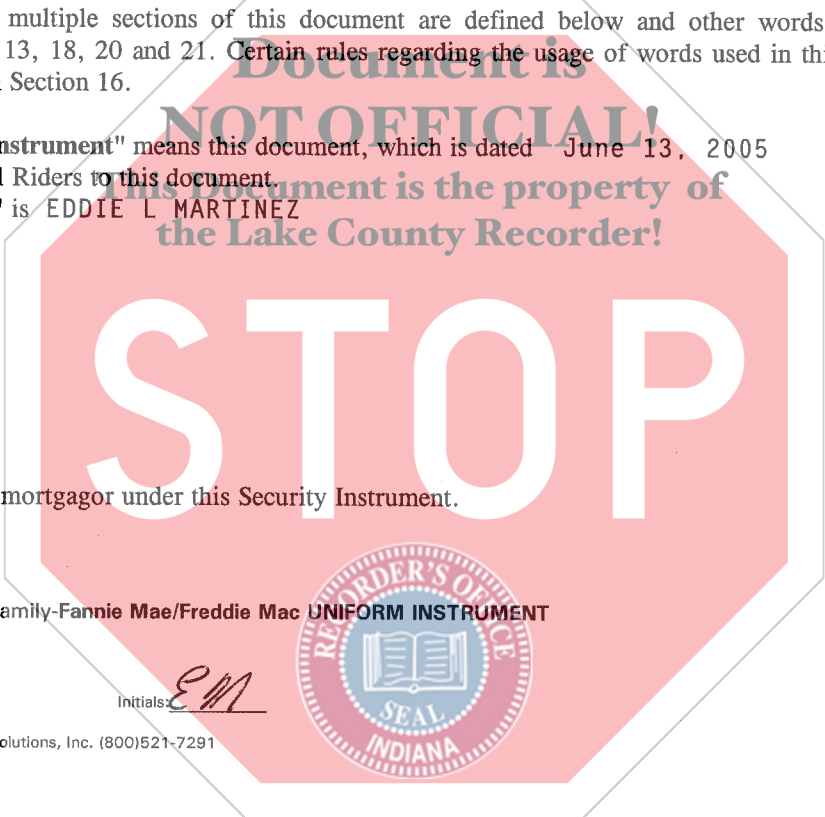 multiple sections of this document are defined below and other words
13, 18, 20 and 21. Certain rules regarding the usage of words used in thi
Section 16.
Document is
NOT OFFICIAL!
nstrument" means this document, which is dated June 13, 2005
Riders to this document.
This Document is the property of
" is EDDIE L MARTINEZ
the Lake County Recorder!
STOP
mortgagor under this Security Instrument.
amily-Fannie Mae/Freddie Mac UNIFORM INSTRUMENT
RECORDER'S OFFICE
SEAL
INDIANA
Initials: EM
olutions, Inc. (800)521-7291